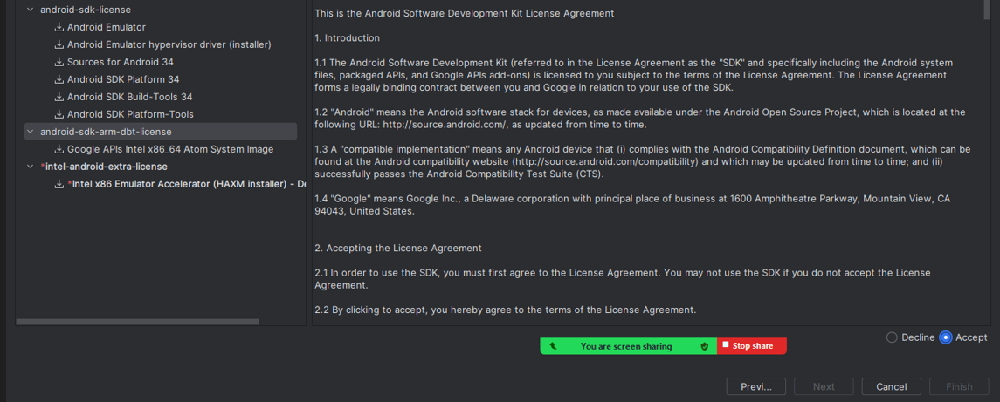 android-sdk-license
Android Emulator
Android Emulator hypervisor driver (installer)
Sources for Android 34
Android SDK Platform 34
Android SDK Build-Tools 34
Android SDK Platform-Tools
android-sdk-arm-dbt-license
Google APIs Intel x86_64 Atom System Image
*intel-android-extra-license
*Intel x86 Emulator Accelerator (HAXM installer) - De
This is the Android Software Development Kit License Agreement
1. Introduction
1.1 The Android Software Development Kit (referred to in the License Agreement as the "SDK" and specifically including the Android system
files, packaged APIs, and Google APIs add-ons) is licensed to you subject to the terms of the License Agreement. The License Agreement
forms a legally binding contract between you and Google in relation to your use of the SDK.
1.2 "Android" means the Android software stack for devices, as made available under the Android Open Source Project, which is located at the
following URL: http://source.android.com/, as updated from time to time.
1.3 A "compatible implementation" means any Android device that (i) complies with the Android Compatibility Definition document, which can be
found at the Android compatibility website (http://source.android.com/compatibility) and which may be updated from time to time; and (ii)
successfully passes the Android Compatibility Test Suite (CTS).
1.4 "Google" means Google Inc., a Delaware corporation with principal place of business at 1600 Amphitheatre Parkway, Mountain View, CA
94043, United States.
2. Accepting the License Agreement
2.1 In order to use the SDK, you must first agree to the License Agreement. You may not use the SDK if you do not accept the License
Agreement.
2.2 By clicking to accept, you hereby agree to the terms of the License Agreement.
Decline Accept
You are screen sharing Stop share
Previ... Next Cancel Finish